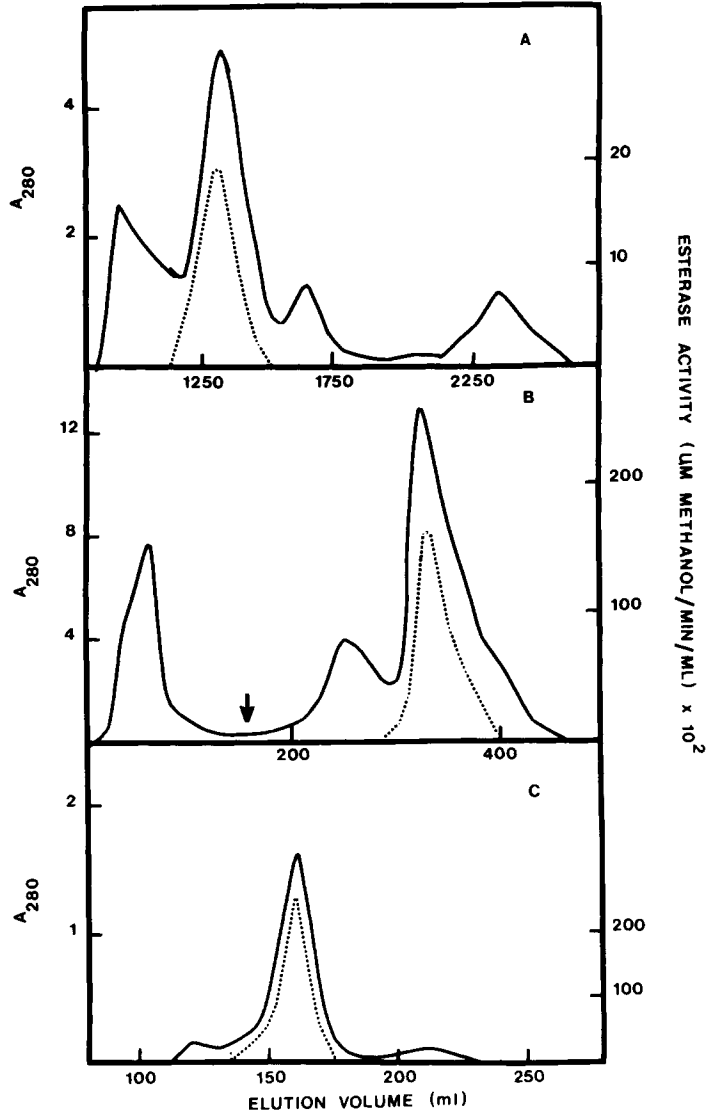 A
4
2
A280
20
10
1250
1750
2250
B
12
8
4
A280
200
100
200
400
C
2
1
A280
200
100
100
150
200
250
ELUTION VOLUME (ml)
ESTERASE ACTIVITY (UM METHANOL/MIN/ML) x 10²